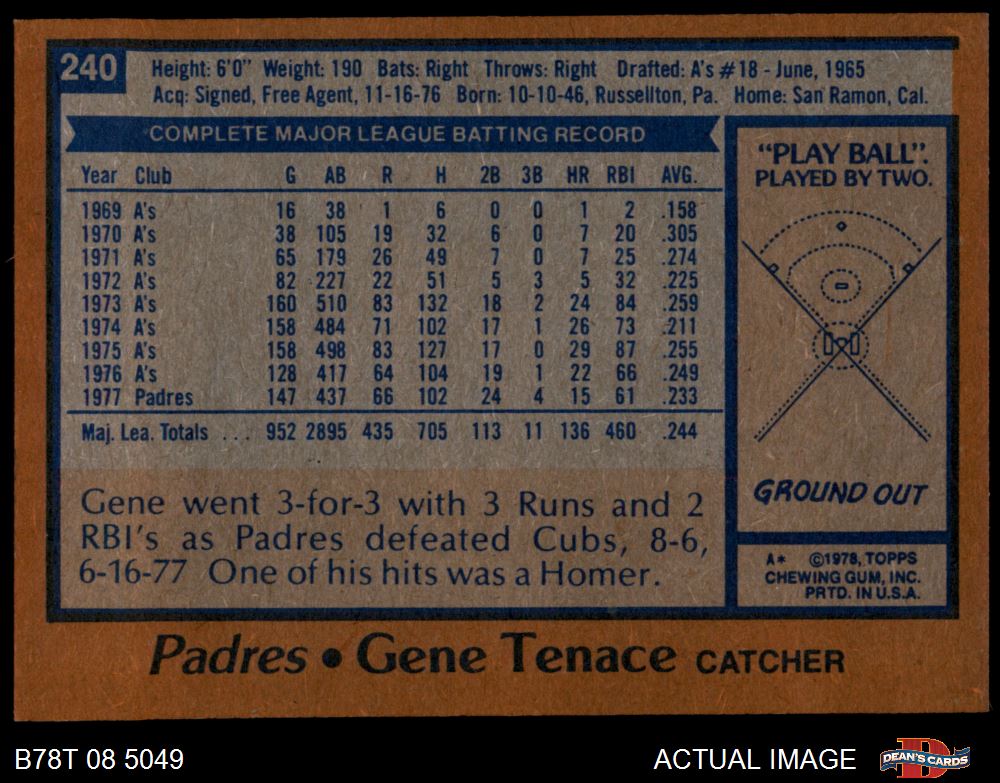 240
Height: 6'0" Weight: 190 Bats: Right Throws: Right Drafted: A's #18 - June, 1965
Acq: Signed, Free Agent, 11-16-76 Born: 10-10-46, Russellton, Pa. Home: San Ramon, Cal.
COMPLETE MAJOR LEAGUE BATTING RECORD
Year Club G AB R H 2B 3B HR RBI AVG.
1969 A's 16 38 1 6 0 0 1 2 .158
1970 A's 38 105 19 32 6 0 7 20 .305
1971 A's 65 179 26 49 7 0 7 25 .274
1972 A's 82 227 22 51 5 3 5 32 .225
1973 A's 160 510 83 132 18 2 24 84 .259
1974 A's 158 484 71 102 17 1 26 73 .211
1975 A's 158 498 83 127 17 0 29 87 .255
1976 A's 128 417 64 104 19 1 22 66 .249
1977 Padres 147 437 66 102 24 4 15 61 .233
Maj. Lea. Totals ... 952 2895 435 705 113 11 136 460 .244
Gene went 3-for-3 with 3 Runs and 2
RBI's as Padres defeated Cubs, 8-6,
6-16-77 One of his hits was a Homer.
"PLAY BALL".
PLAYED BY TWO.
GROUND OUT
A* ©1978, TOPPS
CHEWING GUM, INC.
PRTD. IN U.S.A.
Padres • Gene Tenace CATCHER
B78T 08 5049
ACTUAL IMAGE
D
DEAN'S CARDS